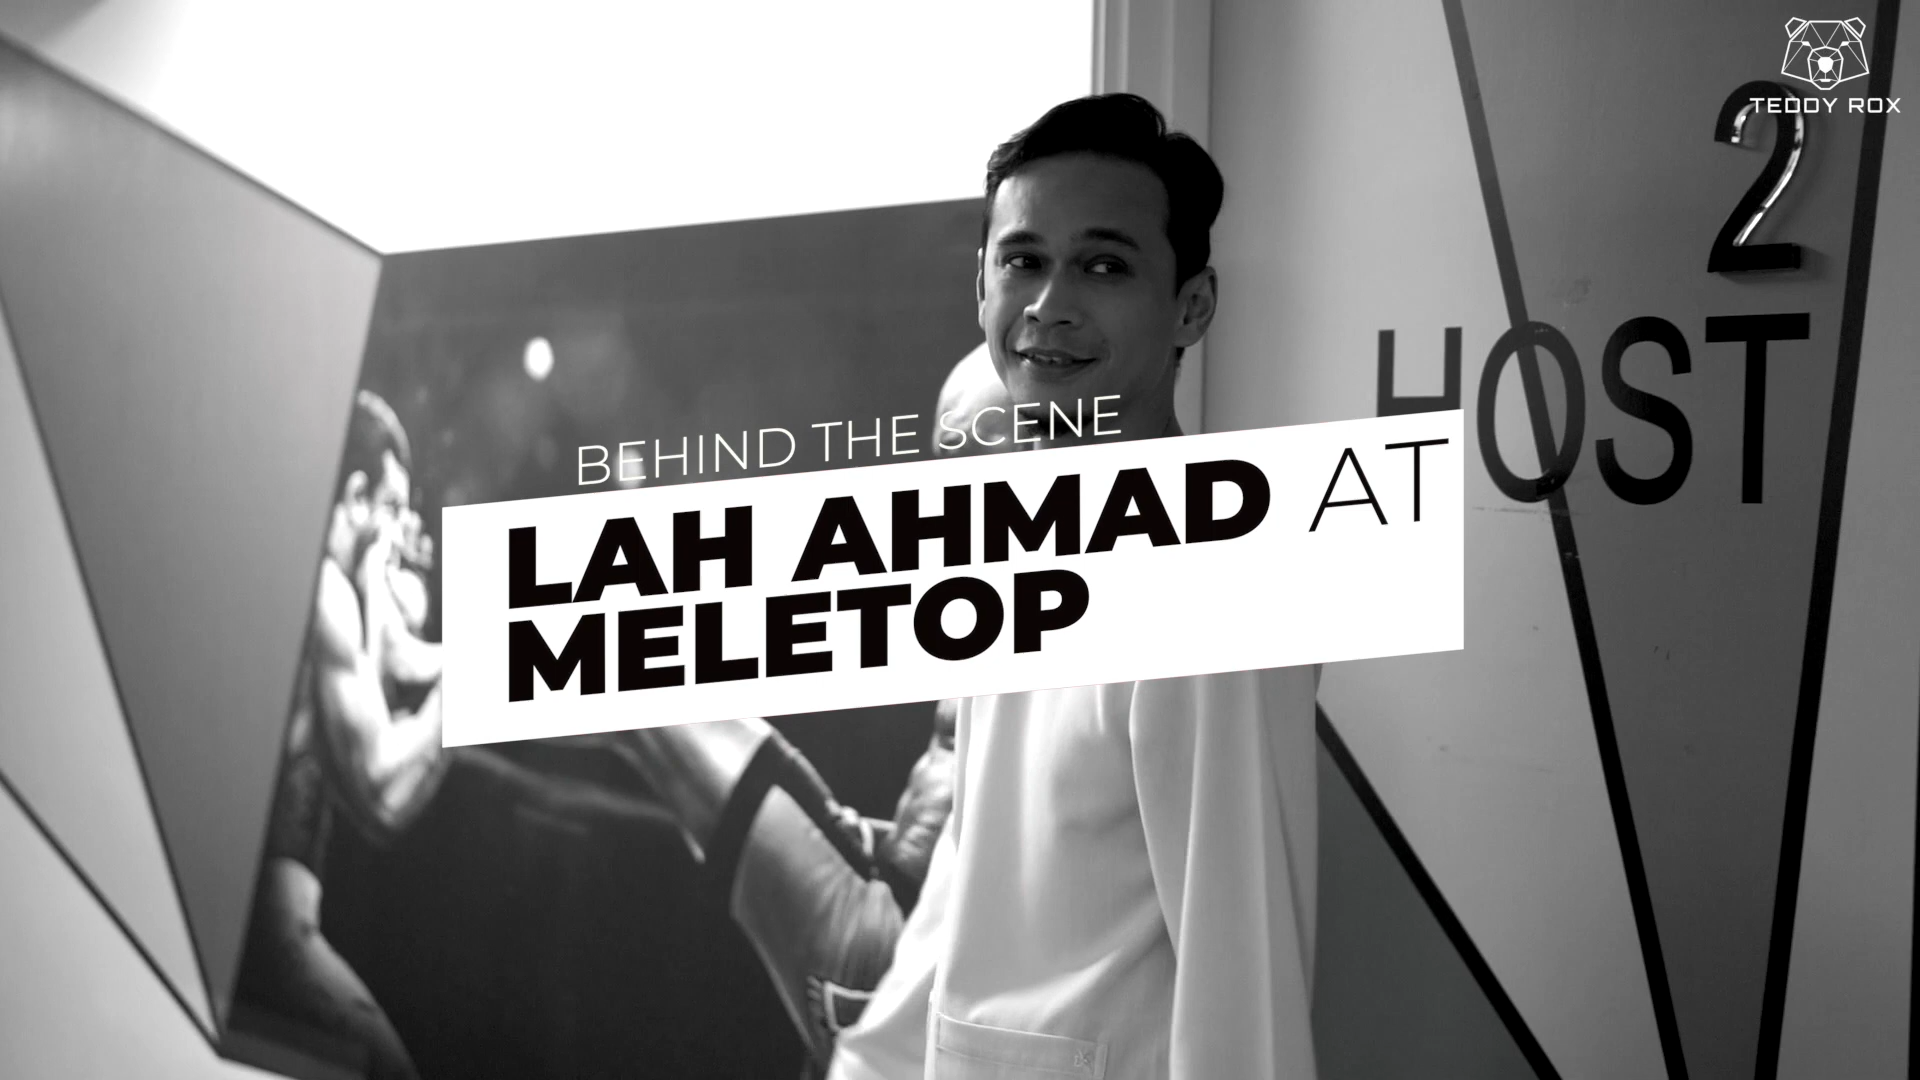 TEDDY ROX
2
HOST
BEHIND THE SCENE
LAH AHMAD AT
MELETOP